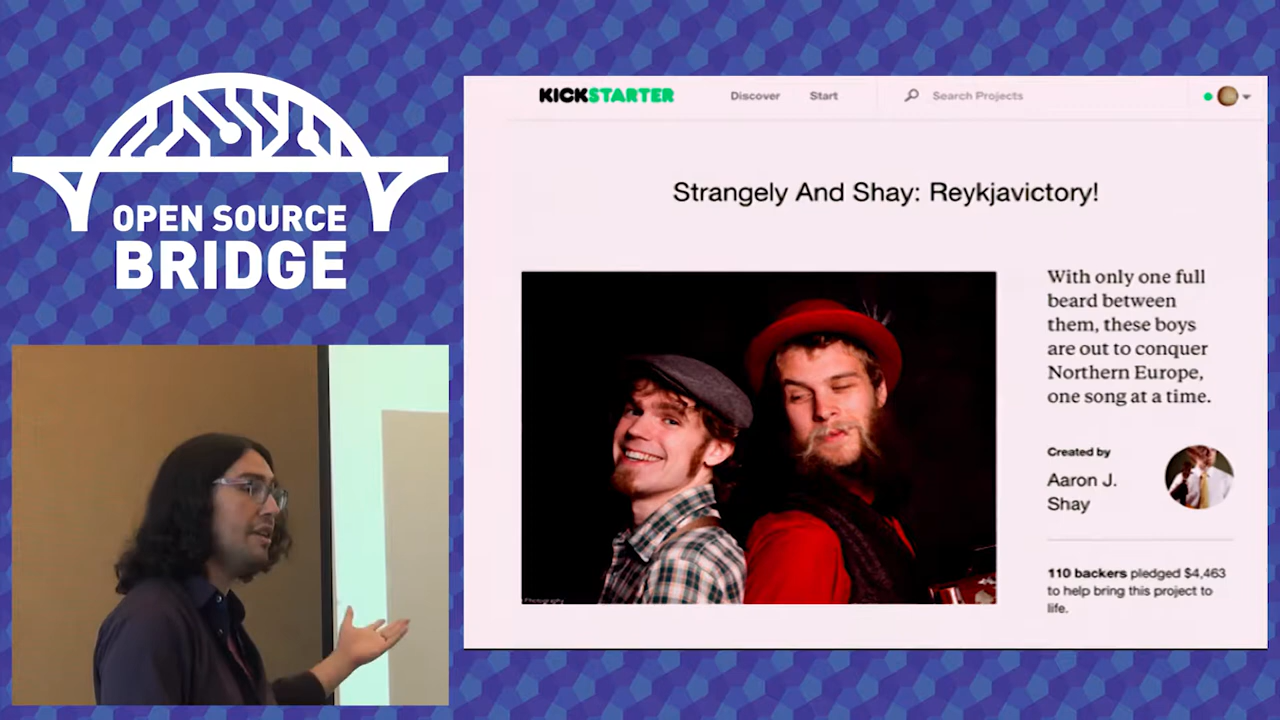 OPEN SOURCE
BRIDGE
KICKSTARTER
Discover
Start
Search Projects
Strangely And Shay: Reykjavictory!
With only one full
beard between
them, these boys
are out to conquer
Northern Europe,
one song at a time.
Created by
Aaron J.
Shay
110 backers pledged $4,463
to help bring this project to
life.
Photography